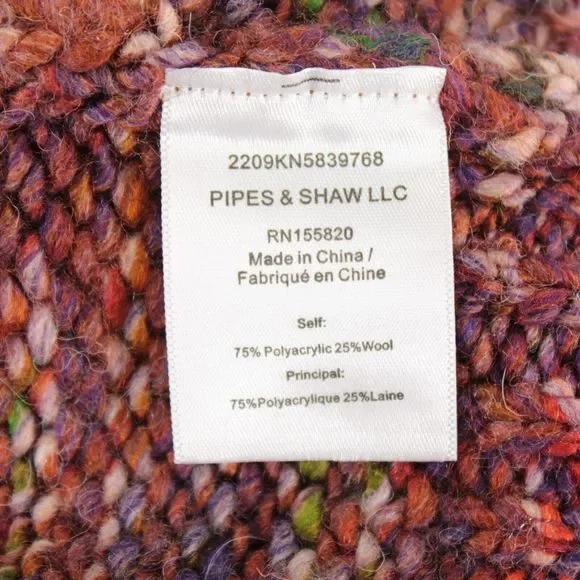 2209KN5839768
PIPES & SHAW LLC
RN155820
Made in China /
Fabriqué en Chine
Self:
75% Polyacrylic 25%Wool
Principal:
75%Polyacrylique 25%Laine